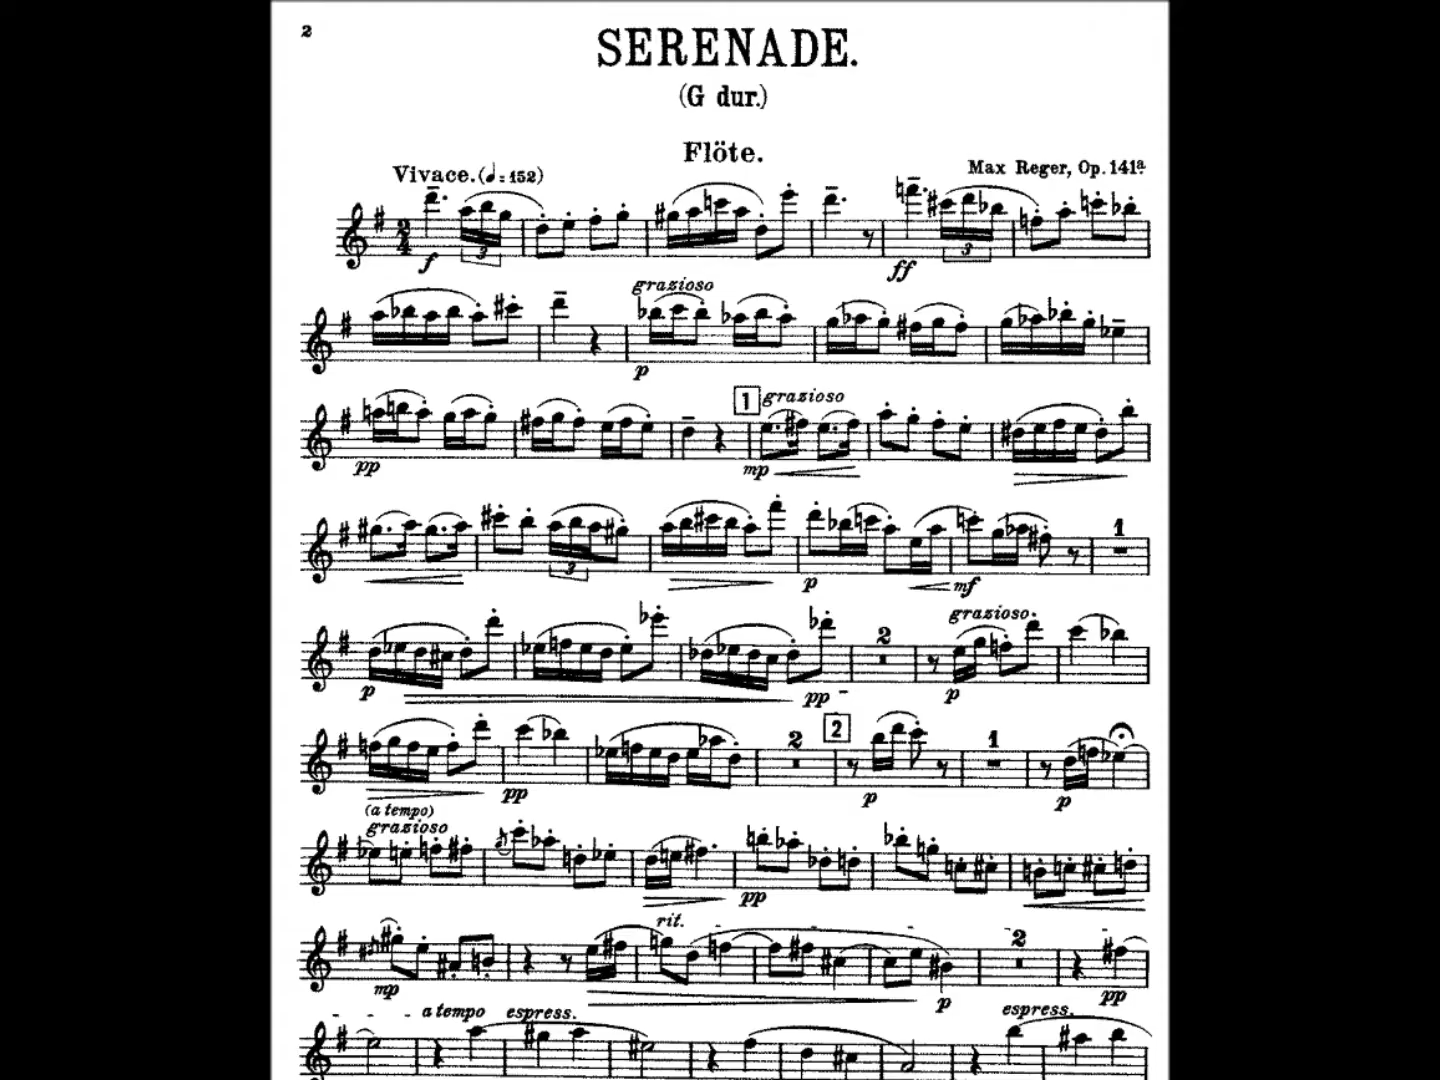 2
SERENADE.
(G dur.)
Flöte.
Vivace. (♩=152)
Max Reger, Op. 141a
2
4
3
3
f
ff
grazioso
p
1
grazioso
pp
mp
1
3
p
mf
2
grazioso
p
pp
p
2
2
1
pp
p
p
(a tempo)
grazioso
pp
rit.
2
mp
p
pp
a tempo
espress.
espress.